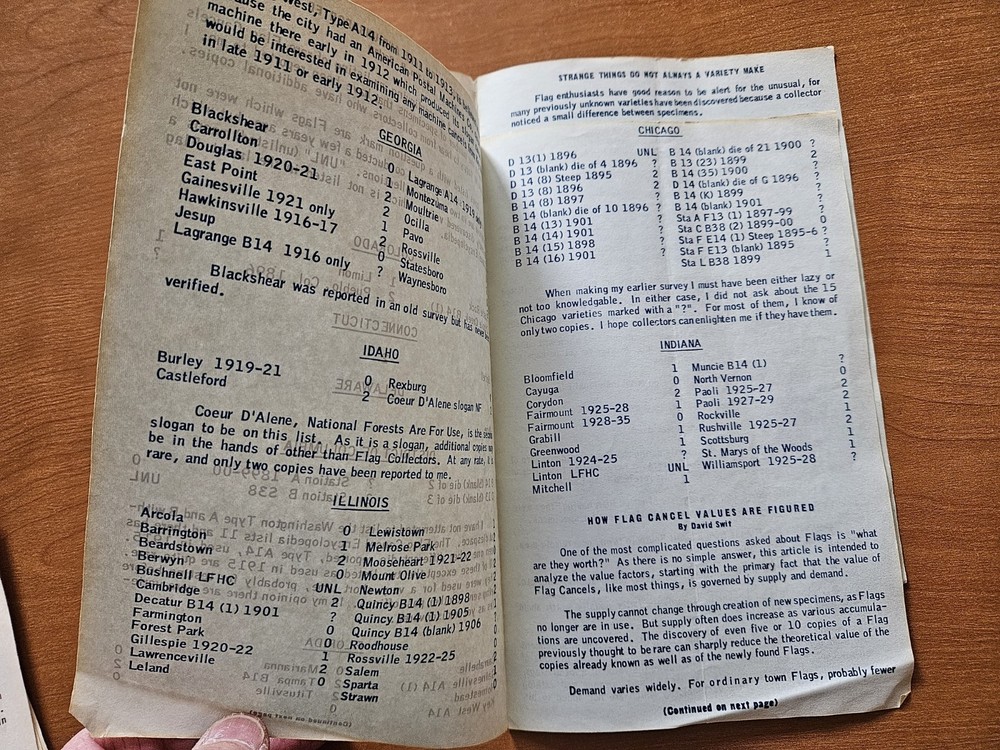 West, Type A14 from 1911 to 1913, is
cause the city had an American Postal Machines
machine there early in 1912 which produced
would be interested in examining any machine cancels
in late 1911 or early 1912.
GEORGIA
Blackshear 0 Lagrange A14 1919
Carrollton 1 Montezuma
Douglas 1920-21 2 Moultrie
East Point 2 Ocilla
Gainesville 1921 only 1 Pavo
Hawkinsville 1916-17 2 Rossville
Jesup 0 Statesboro
Lagrange B14 1916 only ? Waynesboro
Blackshear was reported in an old survey but has never
verified.
IDAHO
Burley 1919-21 0 Rexburg
Castleford 2 Coeur D'Alene slogan NF
Coeur D'Alene, National Forests Are For Use, is the
slogan to be on this list. As it is a slogan, additional copies
be in the hands of other than Flag Collectors. At any rate, it
rare, and only two copies have been reported to me.
ILLINOIS
Arcola 0 Lewistown
Barrington 1 Melrose Park
Beardstown 2 Mooseheart 1921-22
Berwyn 0 Mount Olive
Bushnell LFHC UNL Newton
Cambridge ? Quincy B14 (1) 1898
Decatur B14 (1) 1901 ? Quincy B14 (1) 1905
Farmington 0 Quincy B14 (blank) 1906
Forest Park 0 Roodhouse
Gillespie 1920-22 1 Rossville 1922-25
Lawrenceville 2 Salem
Leland 0 Sparta
Strawn
STRANGE THINGS DO NOT ALWAYS A VARIETY MAKE
Flag enthusiasts have good reason to be alert for the unusual, for
many previously unknown varieties have been discovered because a collector
noticed a small difference between specimens.
CHICAGO
D 13(1) 1896 UNL B 14 (blank) die of 21 1900 ?
D 13 (blank) die of 4 1896 ? B 13 (23) 1899 2
D 14 (8) Steep 1895 2 B 14 (35) 1900 ?
D 13 (8) 1896 2 D 14 (blank) die of G 1896 ?
B 14 (8) 1897 ? B 14 (K) 1899 ?
B 14 (blank) die of 10 1896 ? B 14 (blank) 1901 ?
B 14 (13) 1901 ? Sta A F13 (1) 1897-99 ?
B 14 (14) 1901 ? Sta C B38 (2) 1899-00 0
B 14 (15) 1898 ? Sta F E14 (1) Steep 1895-6 ?
B 14 (16) 1901 ? Sta F E13 (blank) 1895 ?
Sta L B38 1899 1
When making my earlier survey I must have been either lazy or
not too knowledgable. In either case, I did not ask about the 15
Chicago varieties marked with a "?". For most of them, I know of
only two copies. I hope collectors can enlighten me if they have them.
INDIANA
Bloomfield 1 Muncie B14 (1) ?
Cayuga 0 North Vernon 0
Corydon 2 Paoli 1925-27 2
Fairmount 1925-28 1 Paoli 1927-29 2
Fairmount 1928-35 0 Rockville 1
Grabill 1 Rushville 1925-27 2
Greenwood 1 Scottsburg 1
Linton 1924-25 ? St. Marys of the Woods 1
Linton LFHC UNL Williamsport 1925-28 ?
Mitchell 1
HOW FLAG CANCEL VALUES ARE FIGURED
By David Swit
One of the most complicated questions asked about Flags is "what
are they worth?" As there is no simple answer, this article is intended to
analyze the value factors, starting with the primary fact that the value of
Flag Cancels, like most things, is governed by supply and demand.
The supply cannot change through creation of new specimens, as Flags
no longer are in use. But supply often does increase as various accumula-
tions are uncovered. The discovery of even five or 10 copies of a Flag
previously thought to be rare can sharply reduce the theoretical value of the
copies already known as well as of the newly found Flags.
Demand varies widely. For ordinary town Flags, probably fewer
(Continued on next page)